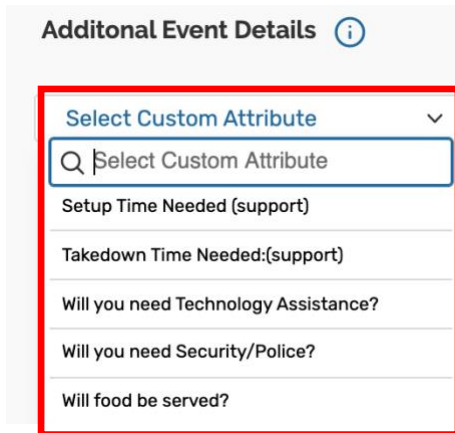 Additonal Event Details
Select Custom Attribute
Select Custom Attribute
Setup Time Needed (support)
Takedown Time Needed:(support)
Will you need Technology Assistance?
Will you need Security/Police?
Will food be served?